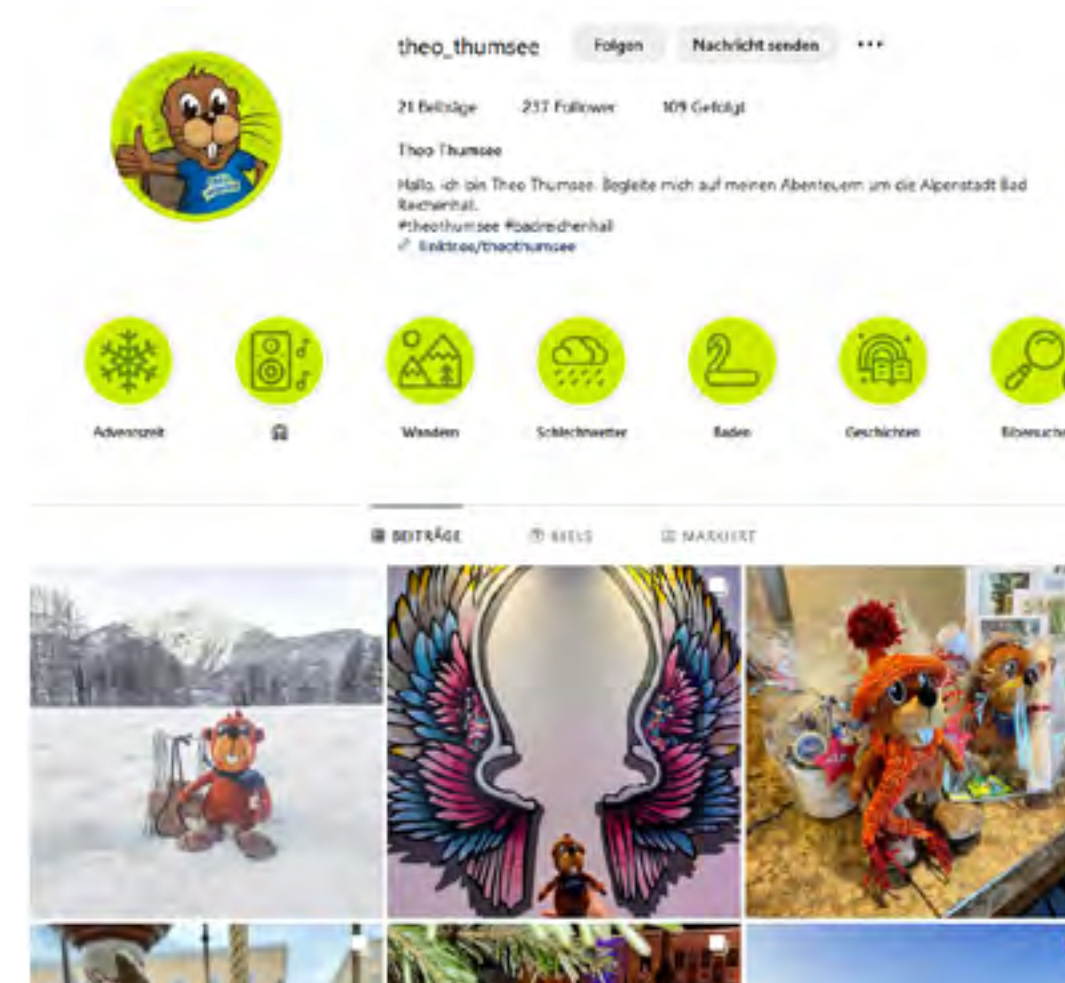 theo_thumsee Folgen Nachricht senden
21 Beiträge 237 Follower 109 Gefolgt
Theo Thumsee
Hallo, ich bin Theo Thumsee. Begleite mich auf meinen Abenteuern um die Alpenstadt Bad
Reichenhall.
#theothumsee #badreichenhall
linktree/theothumsee
Adventszeit Wandern Schlechtwetter Baden Geschichten Bibersuche
BEITRÄGE REELS MARKIERT